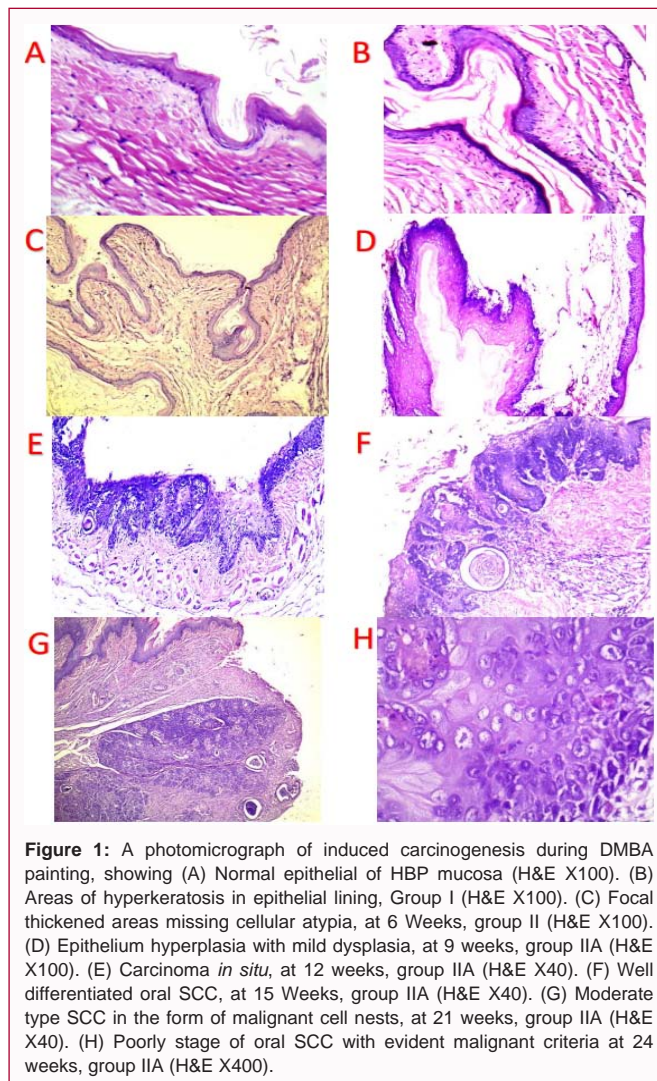 A
B
C
D
E
F
G
H
Figure 1: A photomicrograph of induced carcinogenesis during DMBA
painting, showing (A) Normal epithelial of HBP mucosa (H&E X100). (B)
Areas of hyperkeratosis in epithelial lining, Group I (H&E X100). (C) Focal
thickened areas missing cellular atypia, at 6 Weeks, group II (H&E X100).
(D) Epithelium hyperplasia with mild dysplasia, at 9 weeks, group IIA (H&E
X100). (E) Carcinoma in situ, at 12 weeks, group IIA (H&E X40). (F) Well
differentiated oral SCC, at 15 Weeks, group IIA (H&E X40). (G) Moderate
type SCC in the form of malignant cell nests, at 21 weeks, group IIA (H&E
X40). (H) Poorly stage of oral SCC with evident malignant criteria at 24
weeks, group IIA (H&E X400).